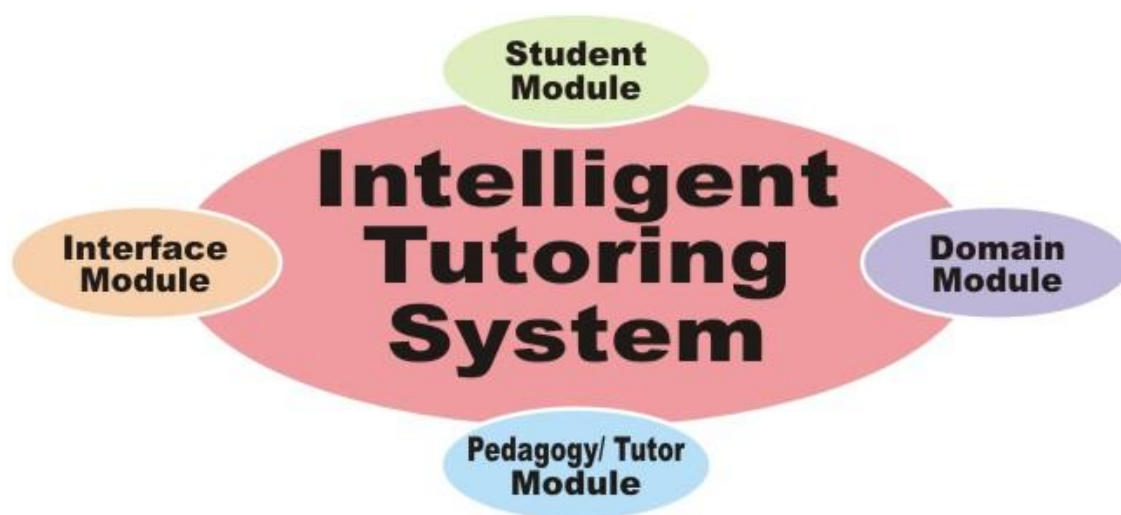 Student
Module
Intelligent
Tutoring
System
Interface
Module
Domain
Module
Pedagogy/ Tutor
Module